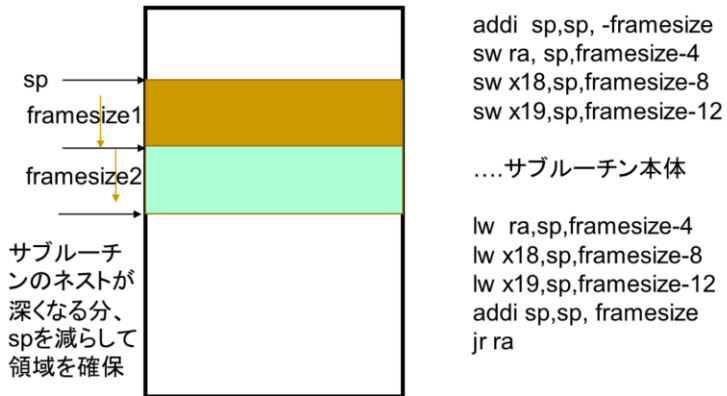 sp
framesize1
framesize2
サブルーチ
ンのネストが
深くなる分、
spを減らして
領域を確保
addi sp,sp, -framesize
sw ra, sp,framesize-4
sw x18,sp,framesize-8
sw x19,sp,framesize-12
….サブルーチン本体
lw ra,sp,framesize-4
lw x18,sp,framesize-8
lw x19,sp,framesize-12
addi sp,sp, framesize
jr ra